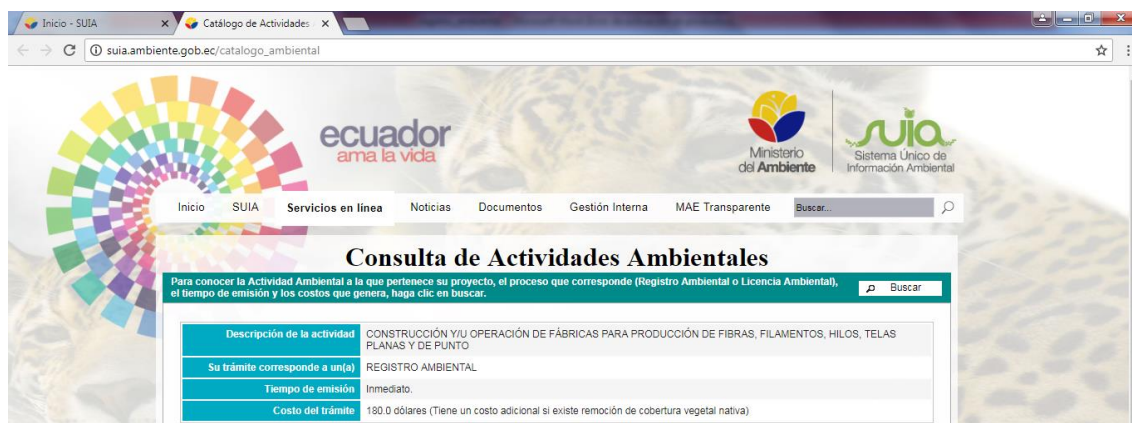 Inicio - SUIA
Catálogo de Actividades
suia.ambiente.gob.ec/catalogo_ambiental
ecuador
ama la vida
Ministerio
del Ambiente
suia
Sistema Único de
Información Ambiental
Inicio SUIA Servicios en línea Noticias Documentos Gestión Interna MAE Transparente Buscar...
Consulta de Actividades Ambientales
Para conocer la Actividad Ambiental a la que pertenece su proyecto, el proceso que corresponde (Registro Ambiental o Licencia Ambiental),
el tiempo de emisión y los costos que genera, haga clic en buscar.
Buscar
Descripción de la actividad CONSTRUCCIÓN Y/U OPERACIÓN DE FÁBRICAS PARA PRODUCCIÓN DE FIBRAS, FILAMENTOS, HILOS, TELAS
PLANAS Y DE PUNTO
Su trámite corresponde a un(a) REGISTRO AMBIENTAL
Tiempo de emisión Inmediato.
Costo del trámite 180.0 dólares (Tiene un costo adicional si existe remoción de cobertura vegetal nativa)